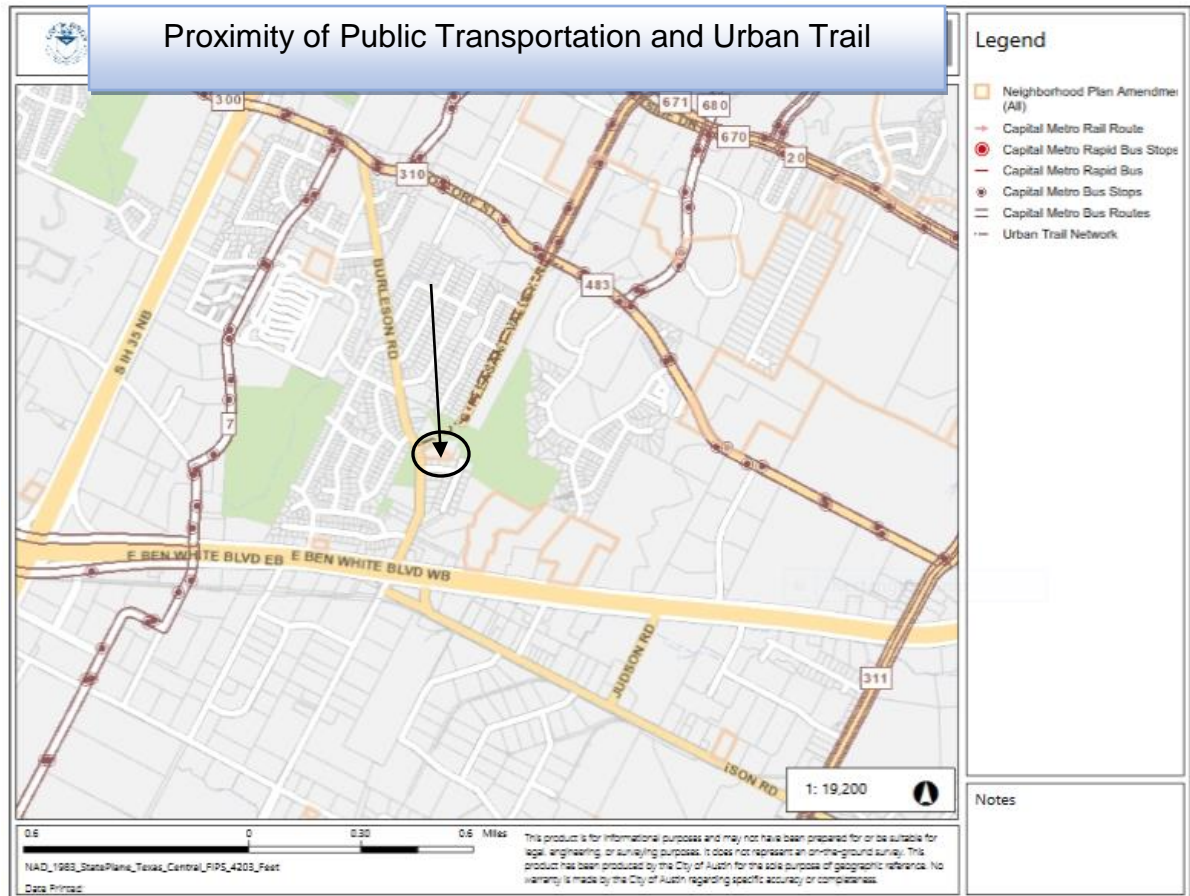 Proximity of Public Transportation and Urban Trail
Legend
Neighborhood Plan Amendmer
(All)
Capital Metro Rail Route
Capital Metro Rapid Bus Stops
Capital Metro Rapid Bus
Capital Metro Bus Stops
Capital Metro Bus Routes
Urban Trail Network
300
671
680
670
20
310
483
BURLESON RD
S IH 35 NB
7
E BEN WHITE BLVD EB
E BEN WHITE BLVD WB
JUDSON RD
311
ISON RD
1: 19,200
Notes
0.6
0
0.30
0.6
Miles
NAD_1983_StatePlane_Texas_Central_FIPS_4203_Feet
Date Printed:
This product is for informational purposes and may not have been prepared for or be suitable for
legal, engineering, or surveying purposes. It does not represent an on-the-ground survey. This
product has been produced by the City of Austin for the sole purpose of geographic reference. No
warranty is made by the City of Austin regarding specific accuracy or completeness.